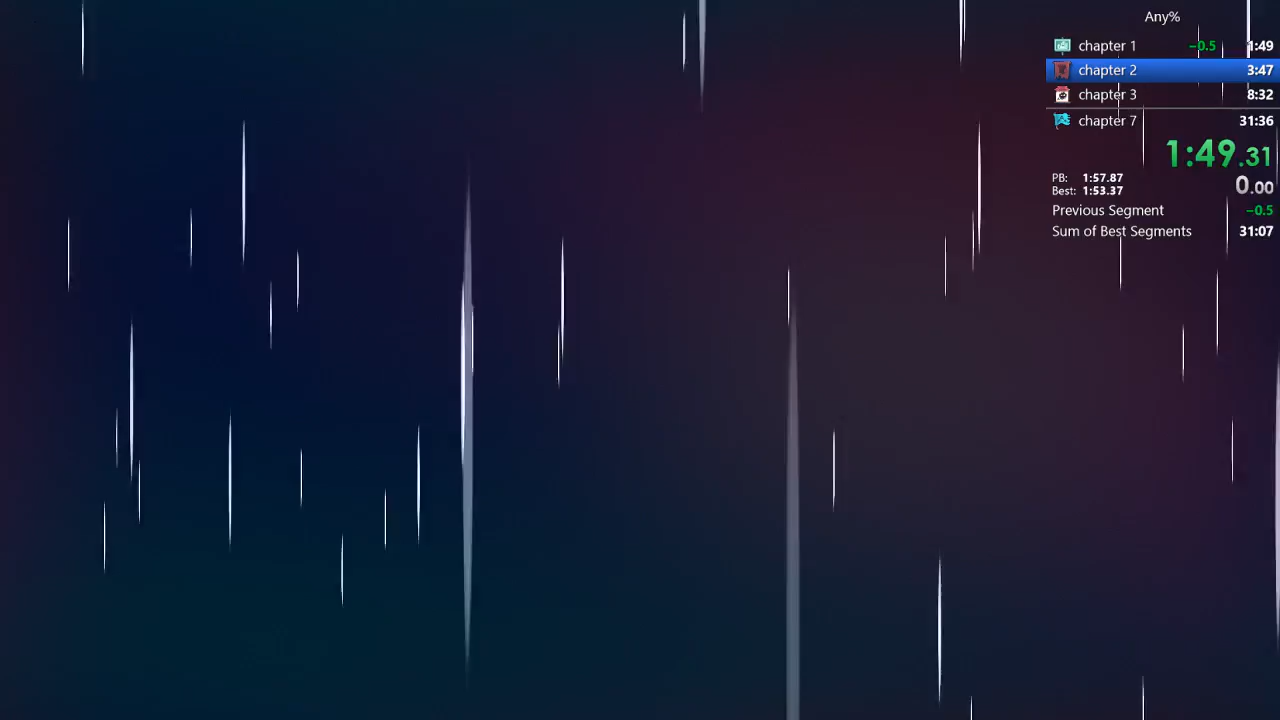 Any%
chapter 1 −0.5 1:49
chapter 2 3:47
chapter 3 8:32
chapter 7 31:36
1:49.31
PB: 1:57.87 0.00
Best: 1:53.37
Previous Segment −0.5
Sum of Best Segments 31:07